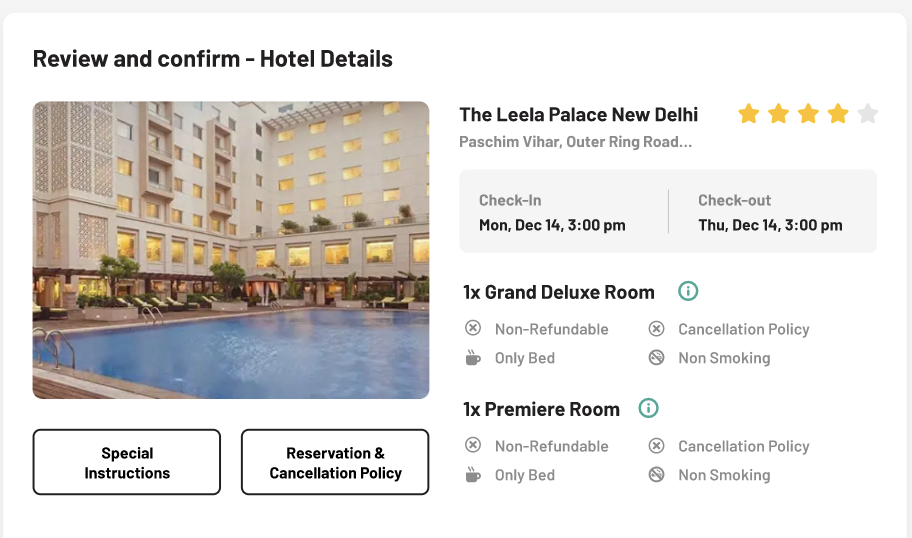 Review and confirm - Hotel Details
The Leela Palace New Delhi
Paschim Vihar, Outer Ring Road...
Check-In
Mon, Dec 14, 3:00 pm
Check-out
Thu, Dec 14, 3:00 pm
1x Grand Deluxe Room
Non-Refundable
Cancellation Policy
Only Bed
Non Smoking
1x Premiere Room
Non-Refundable
Cancellation Policy
Only Bed
Non Smoking
Special
Instructions
Reservation &
Cancellation Policy